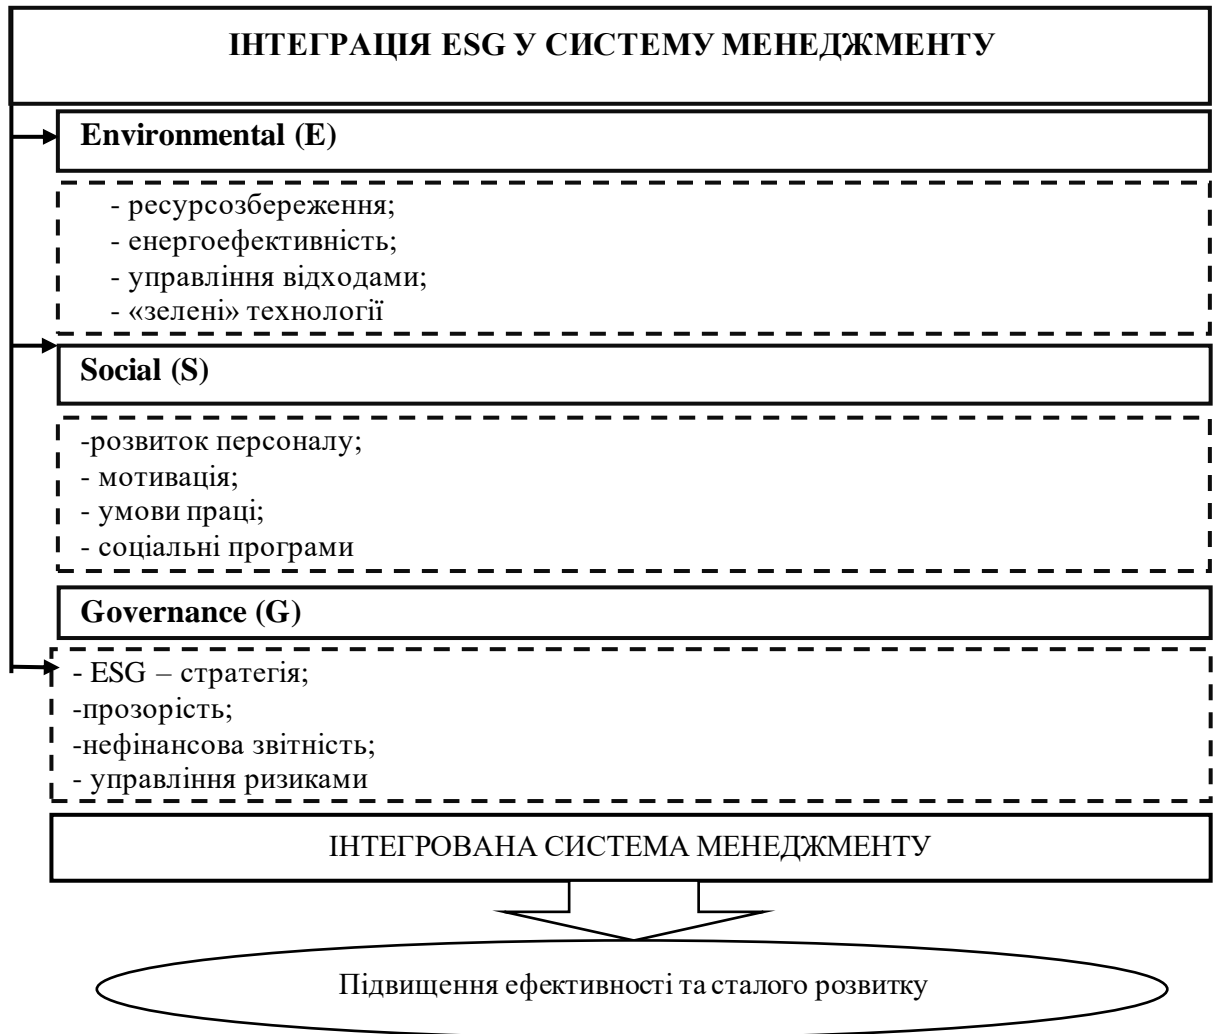 ІНТЕГРАЦІЯ ESG У СИСТЕМУ МЕНЕДЖМЕНТУ
Environmental (E)
- ресурсозбереження;
- енергоефективність;
- управління відходами;
- «зелені» технології
Social (S)
-розвиток персоналу;
- мотивація;
- умови праці;
- соціальні програми
Governance (G)
- ESG – стратегія;
-прозорість;
-нефінансова звітність;
- управління ризиками
ІНТЕГРОВАНА СИСТЕМА МЕНЕДЖМЕНТУ
Підвищення ефективності та сталого розвитку